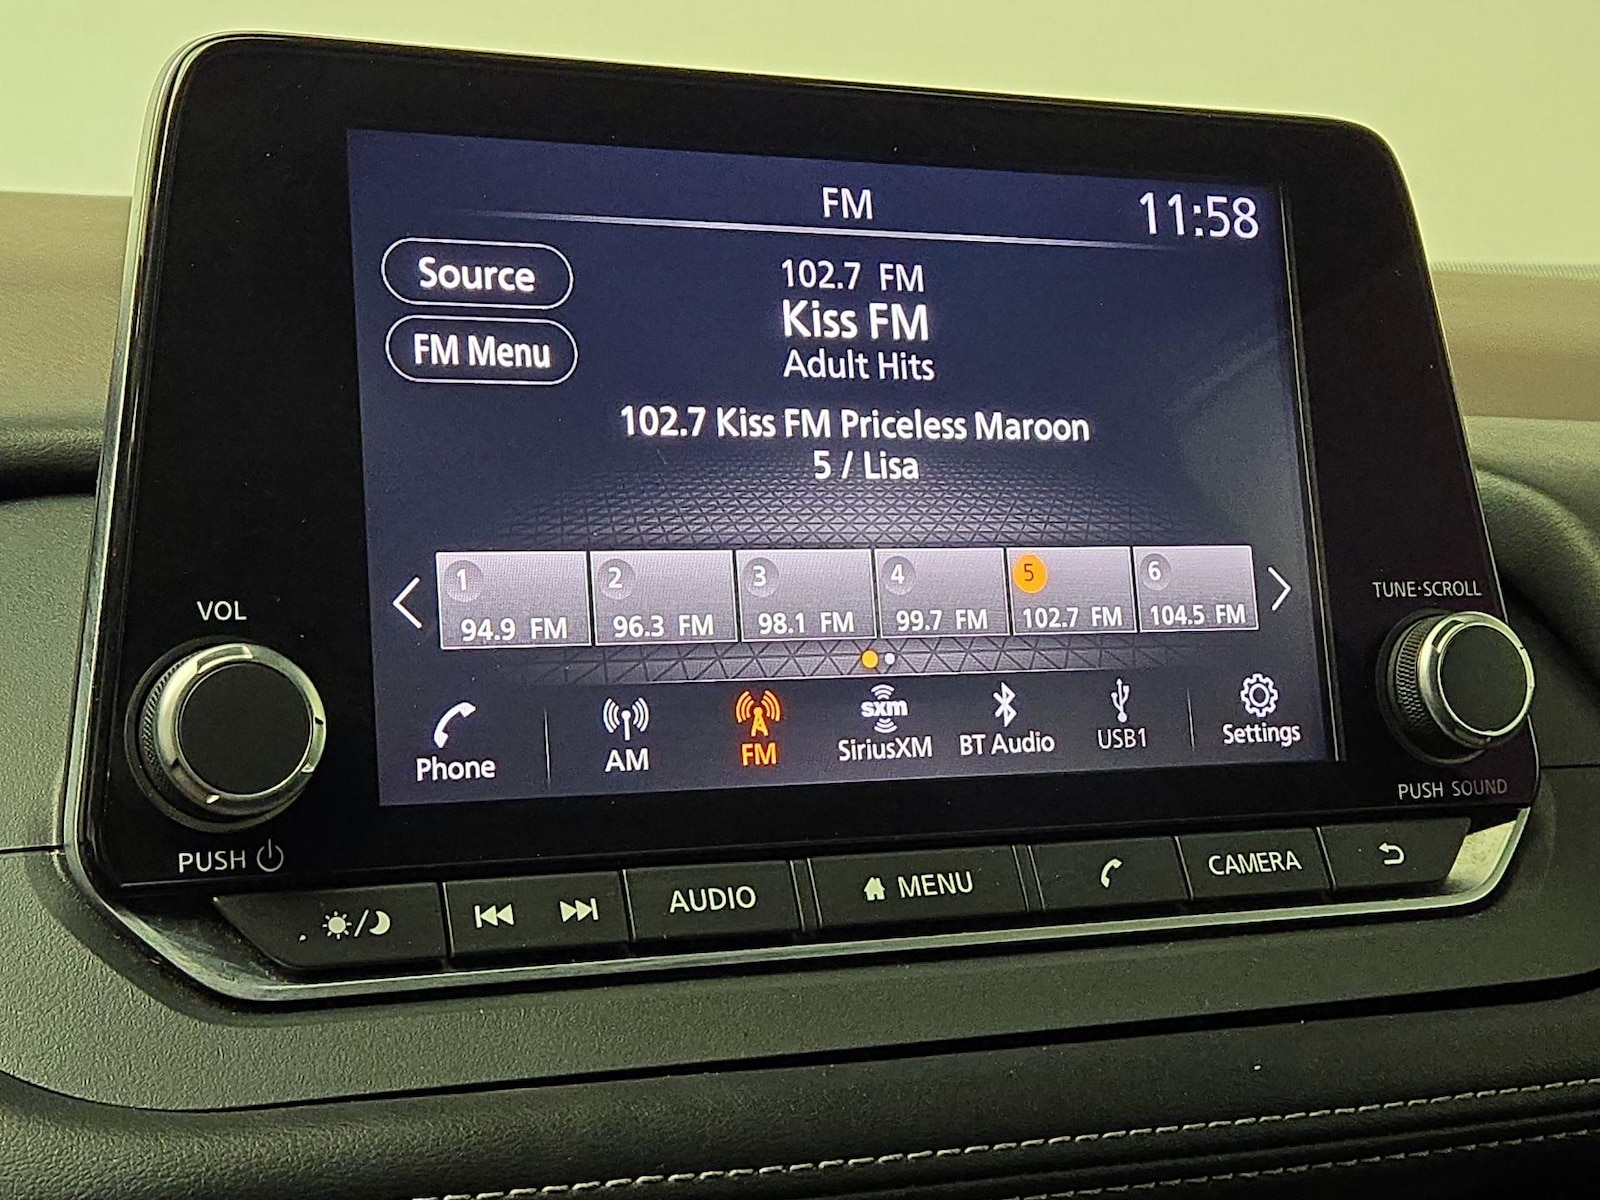 FM
11:58
Source
102.7 FM
Kiss FM
FM Menu
Adult Hits
102.7 Kiss FM Priceless Maroon
5 / Lisa
1 2 3 4 5 6
94.9 FM 96.3 FM 98.1 FM 99.7 FM 102.7 FM 104.5 FM
VOL
TUNE·SCROLL
sxm
Phone AM FM SiriusXM BT Audio USB1 Settings
PUSH
PUSH SOUND
AUDIO MENU CAMERA